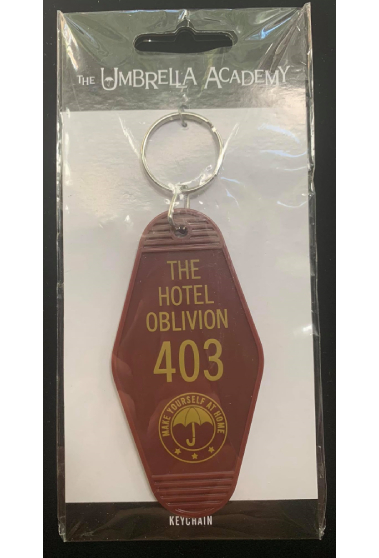 THE UMBRELLA ACADEMY
THE
HOTEL
OBLIVION
403
MAKE YOURSELF AT HOME
KEYCHAIN